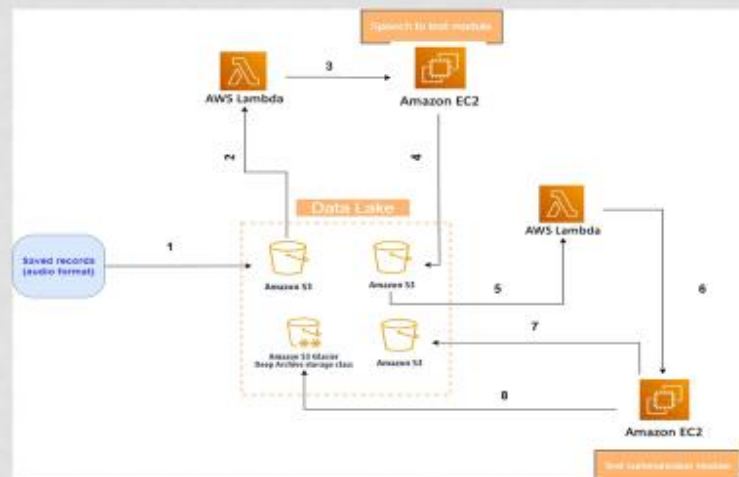 Speech to text module
3
AWS Lambda
Amazon EC2
2
4
Data Lake
AWS Lambda
Saved records
(audio format)
1
Amazon S3
Amazon S3
5
6
7
Amazon S3 Glacier
Deep Archive storage class
Amazon S3
8
Amazon EC2
module